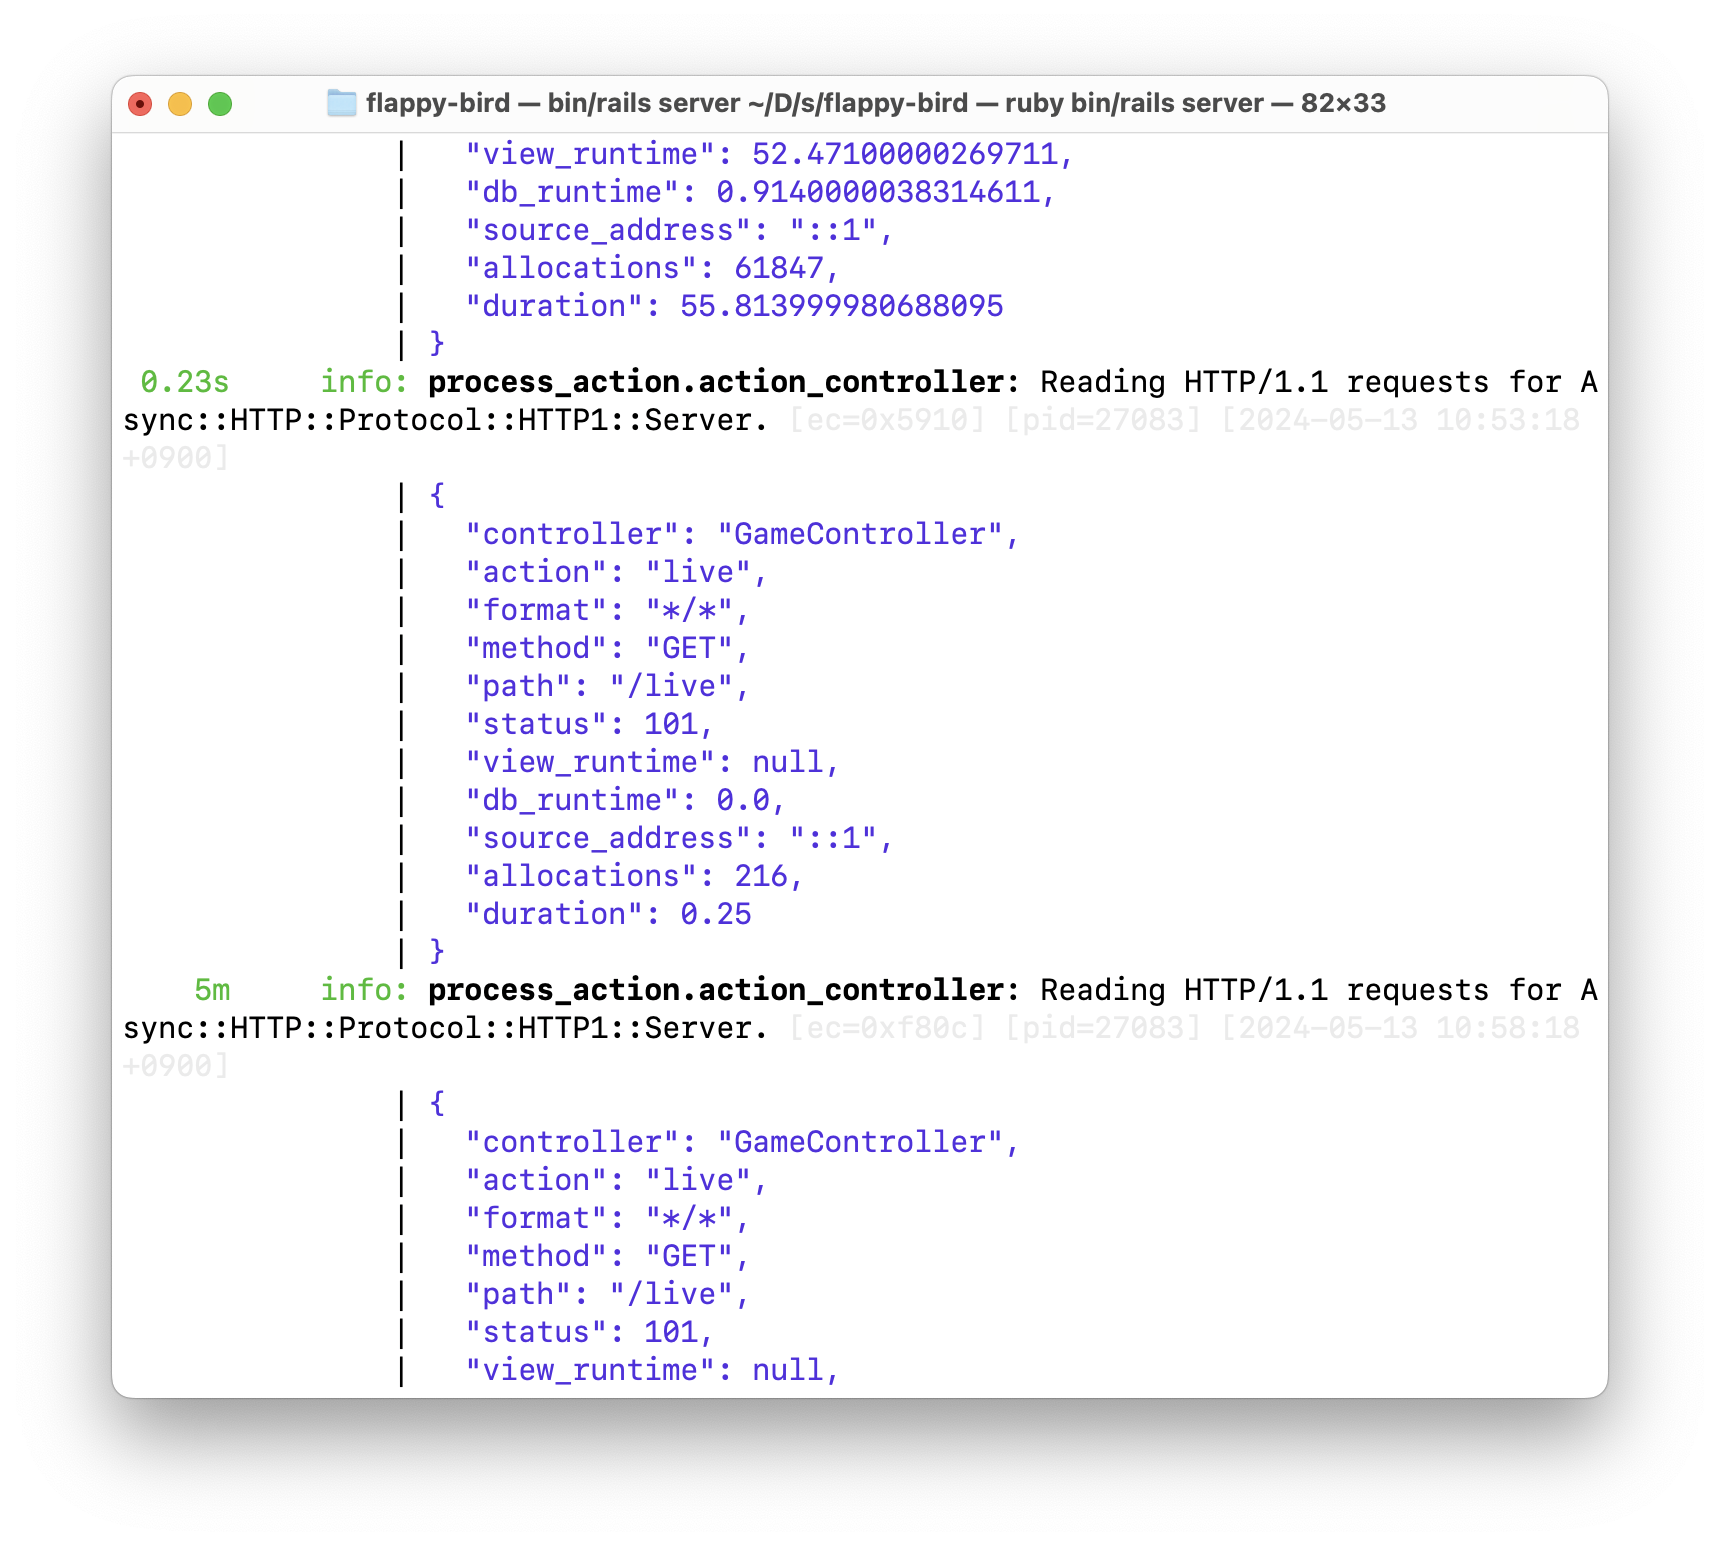 flappy-bird — bin/rails server ~/D/s/flappy-bird — ruby bin/rails server — 82×33
| "view_runtime": 52.47100000269711,
| "db_runtime": 0.9140000038314611,
| "source_address": "::1",
| "allocations": 61847,
| "duration": 55.813999980688095
| }
0.23s info: process_action.action_controller: Reading HTTP/1.1 requests for A
sync::HTTP::Protocol::HTTP1::Server. [ec=0x5910] [pid=27083] [2024-05-13 10:53:18
+0900]
| {
| "controller": "GameController",
| "action": "live",
| "format": "*/*",
| "method": "GET",
| "path": "/live",
| "status": 101,
| "view_runtime": null,
| "db_runtime": 0.0,
| "source_address": "::1",
| "allocations": 216,
| "duration": 0.25
| }
5m info: process_action.action_controller: Reading HTTP/1.1 requests for A
sync::HTTP::Protocol::HTTP1::Server. [ec=0xf80c] [pid=27083] [2024-05-13 10:58:18
+0900]
| {
| "controller": "GameController",
| "action": "live",
| "format": "*/*",
| "method": "GET",
| "path": "/live",
| "status": 101,
| "view_runtime": null,